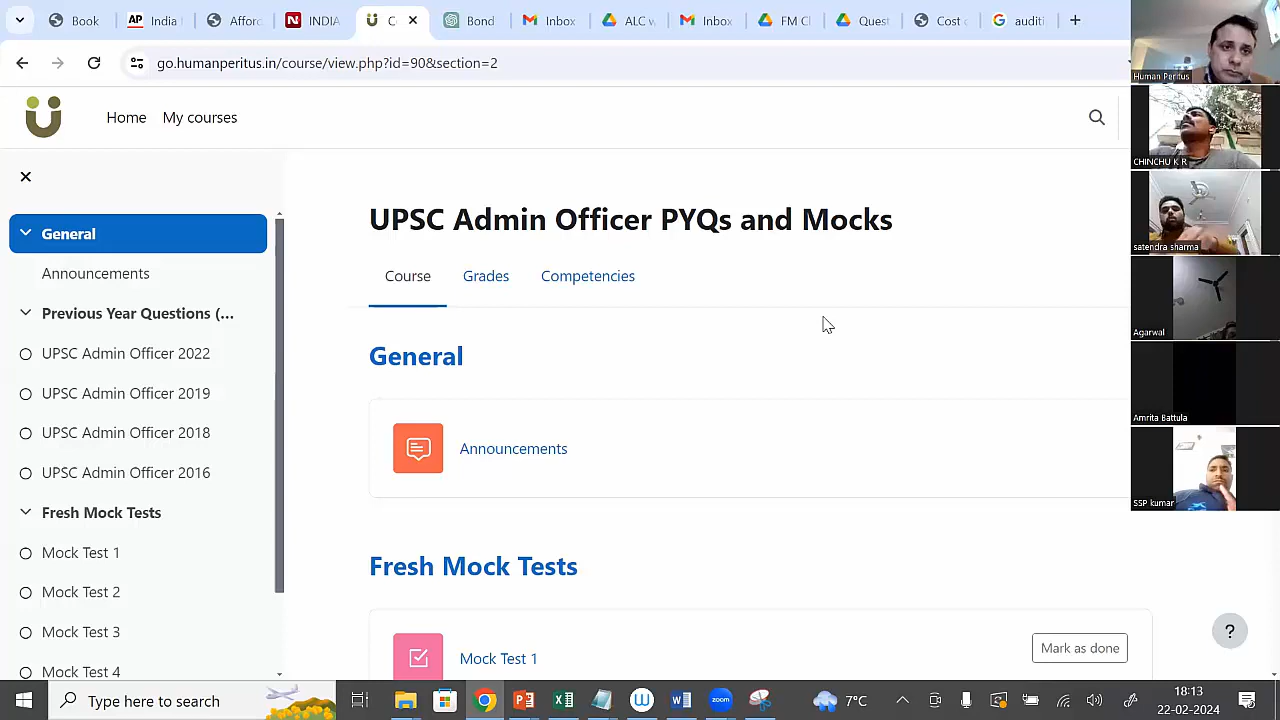 Book
India
Affor
INDIA
C
Bond
Inbo
ALC v
Inbox
FM Cl
Quest
Cost
auditi
go.humanperitus.in/course/view.php?id=90&section=2
Home My courses
General
Announcements
Previous Year Questions (...
UPSC Admin Officer 2022
UPSC Admin Officer 2019
UPSC Admin Officer 2018
UPSC Admin Officer 2016
Fresh Mock Tests
Mock Test 1
Mock Test 2
Mock Test 3
Mock Test 4
UPSC Admin Officer PYQs and Mocks
Course Grades Competencies
General
Announcements
Fresh Mock Tests
Mock Test 1
Mark as done
?
Human Peritus
CHINCHU K R
satendra sharma
Agarwal
Amrita Battula
SSP kumar
Type here to search
zoom
7°C
18:13
22-02-2024